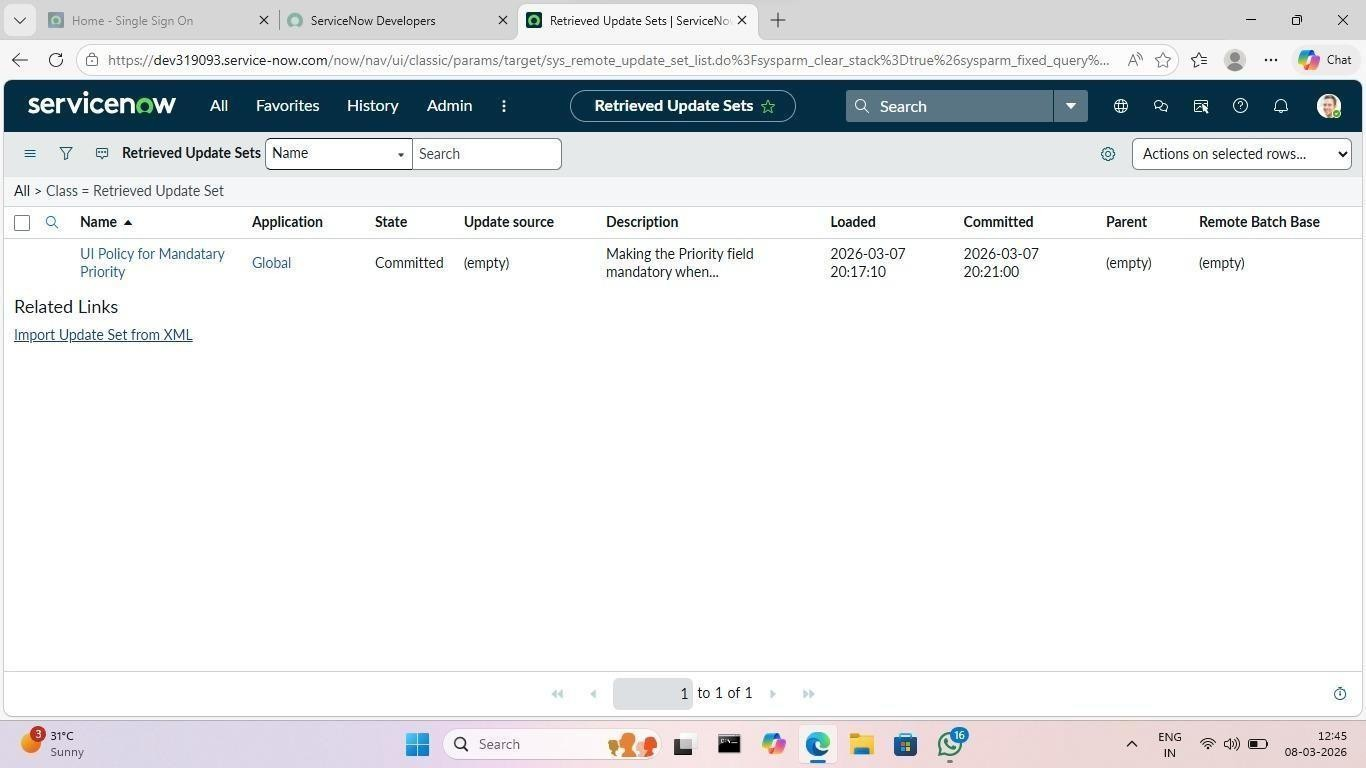 Home - Single Sign On
ServiceNow Developers
Retrieved Update Sets | ServiceNo
https://dev319093.service-now.com/now/nav/ui/classic/params/target/sys_remote_update_set_list.do%3Fsysparm_clear_stack%3Dtrue%26sysparm_fixed_query%...
Chat
servicenow All Favorites History Admin Retrieved Update Sets Search
Retrieved Update Sets Name Search Actions on selected rows...
All > Class = Retrieved Update Set
Name Application State Update source Description Loaded Committed Parent Remote Batch Base
UI Policy for Mandatary Priority Global Committed (empty) Making the Priority field mandatory when... 2026-03-07 20:17:10 2026-03-07 20:21:00 (empty) (empty)
Related Links
Import Update Set from XML
1 to 1 of 1
3 31°C
Sunny
Search
16
ENG
IN
12:45
08-03-2026